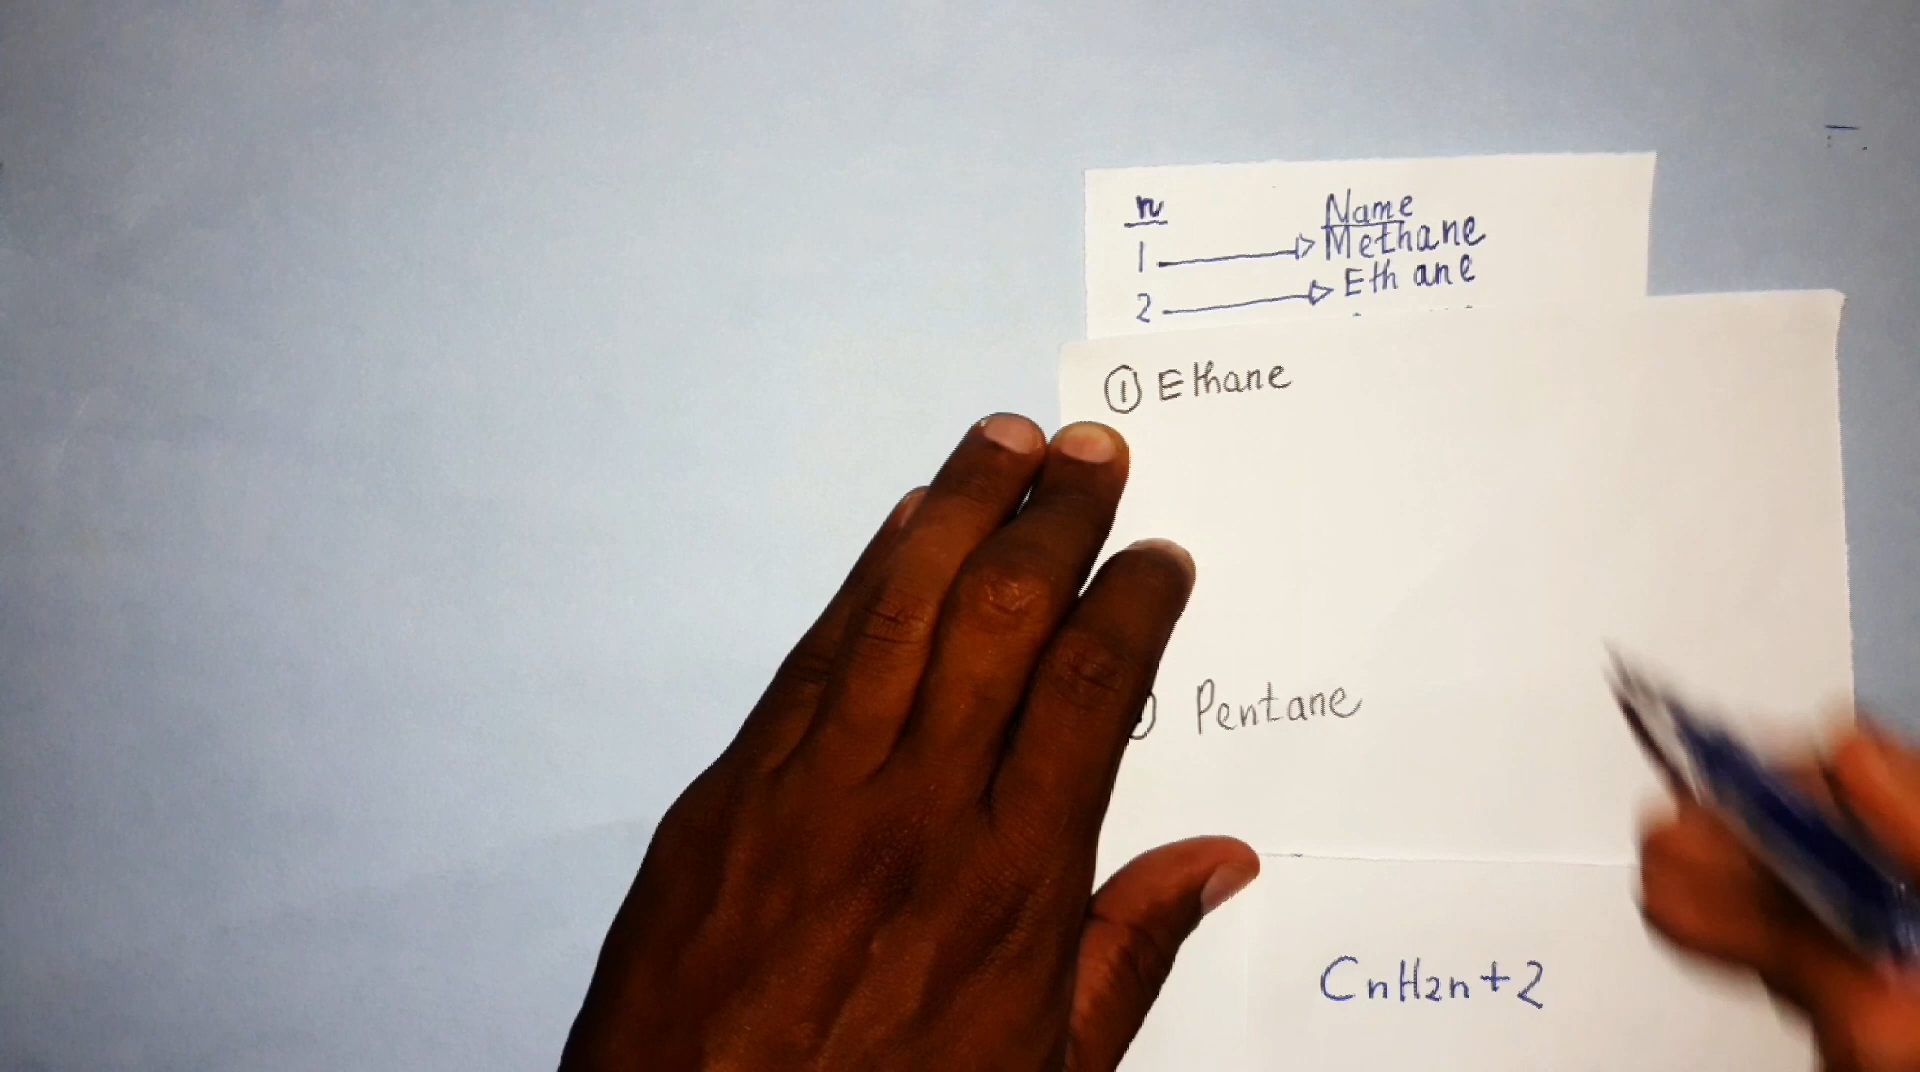 n Name
1 Methane
2 Ethane
1 Ethane
Pentane
CnH2n+2